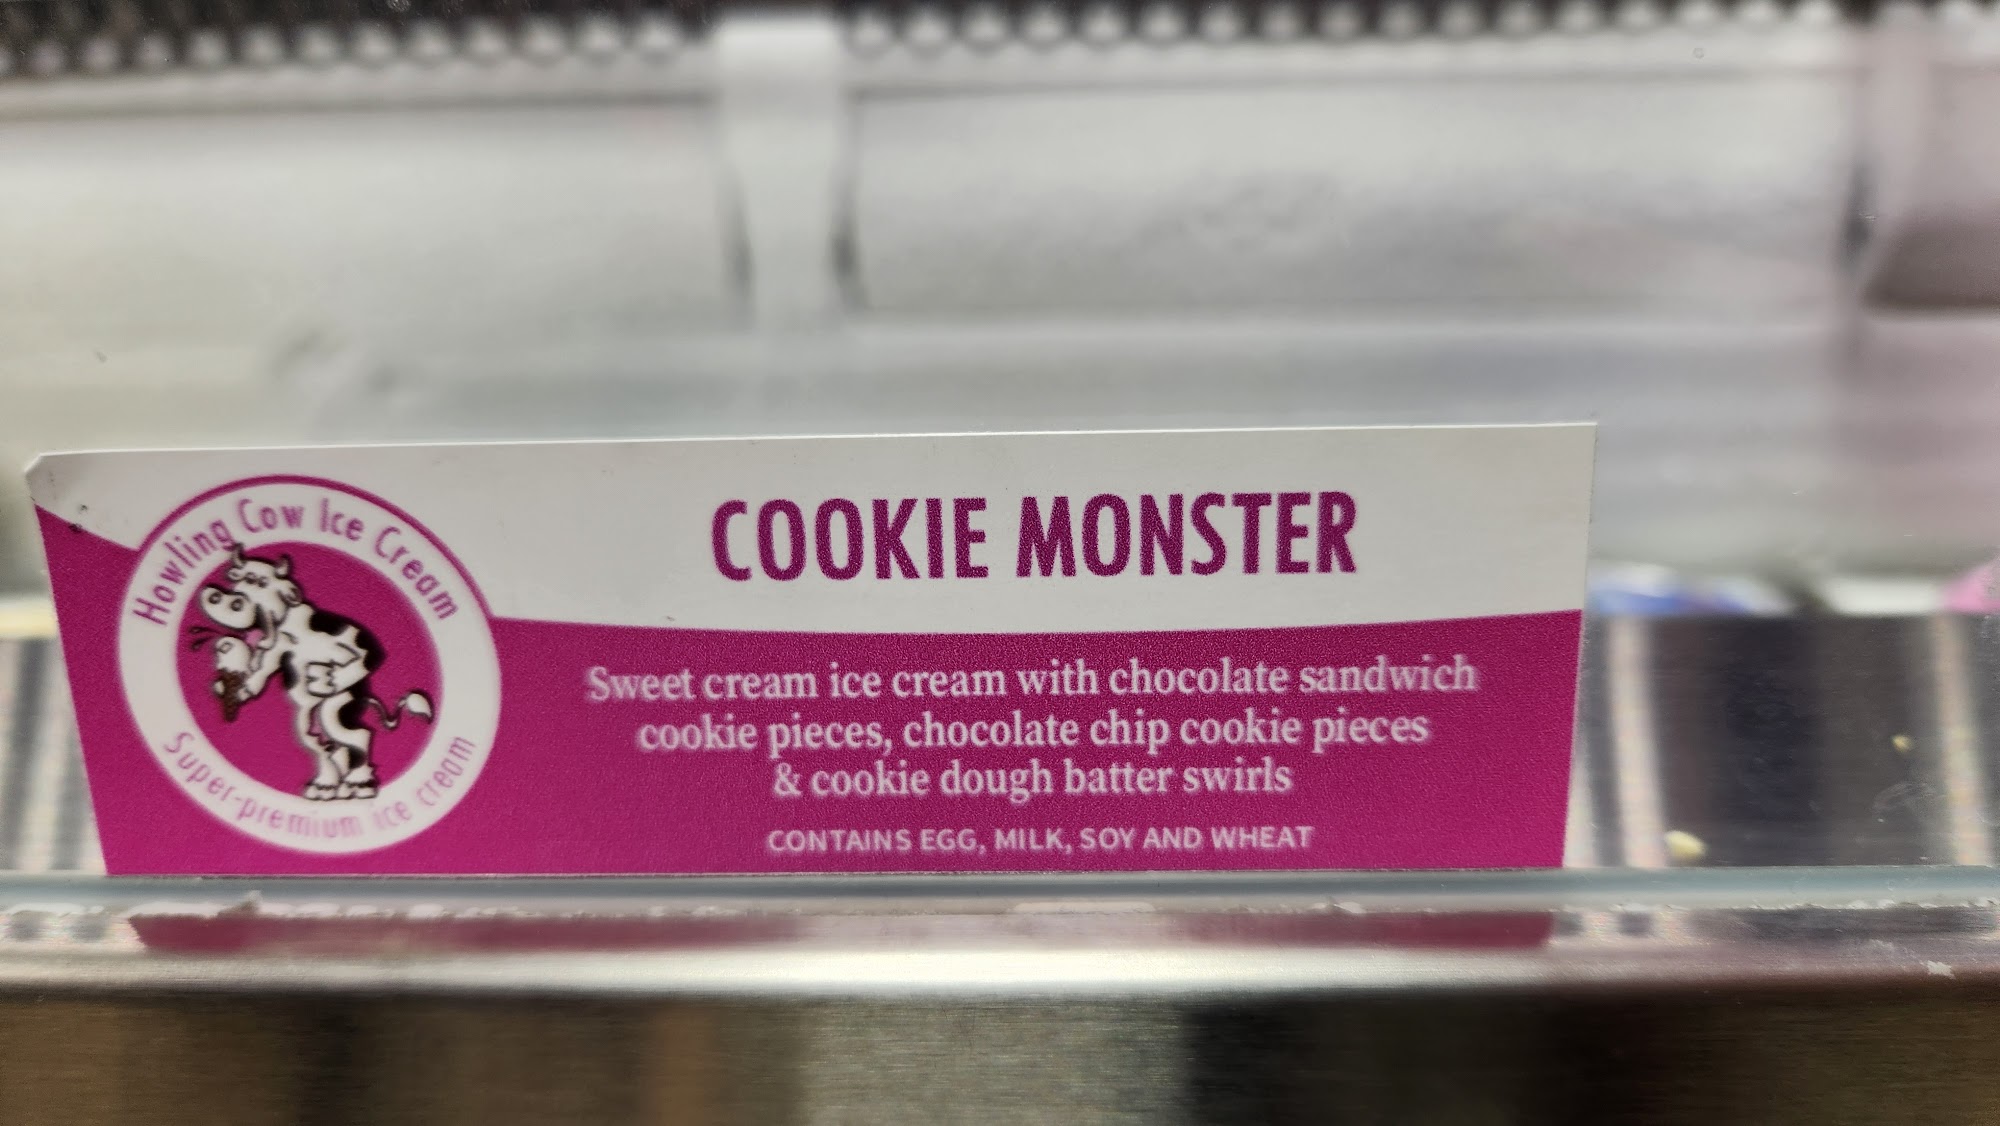 Howling Cow Ice Cream
Super-premium ice cream
COOKIE MONSTER
Sweet cream ice cream with chocolate sandwich
cookie pieces, chocolate chip cookie pieces
& cookie dough batter swirls
CONTAINS EGG, MILK, SOY AND WHEAT